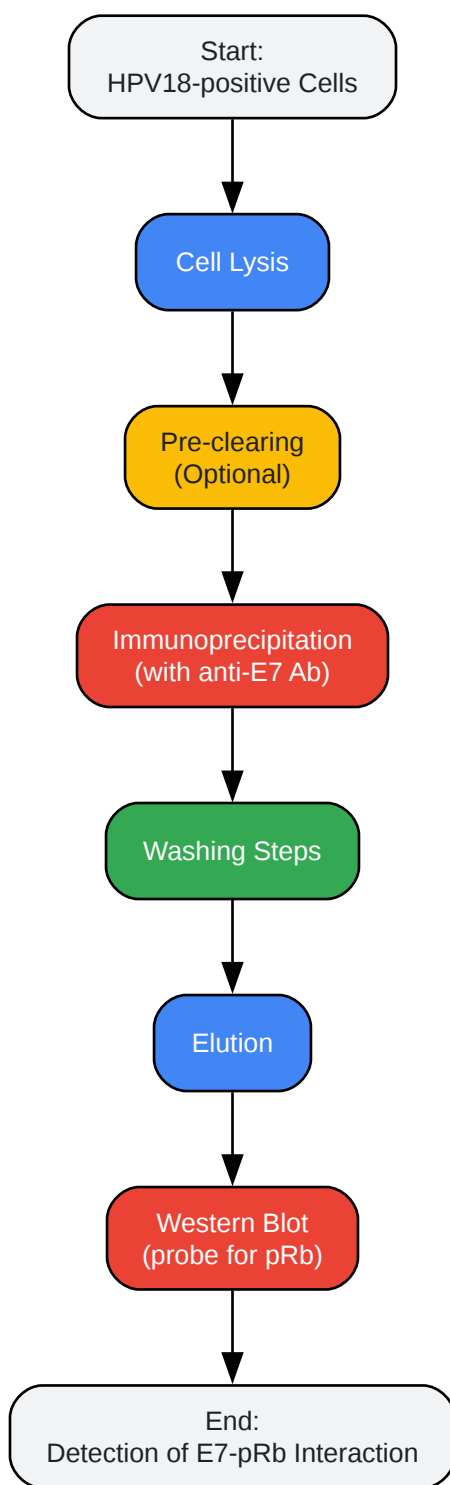 Start:
HPV18-positive Cells
Cell Lysis
Pre-clearing
(Optional)
Immunoprecipitation
(with anti-E7 Ab)
Washing Steps
Elution
Western Blot
(probe for pRb)
End:
Detection of E7-pRb Interaction